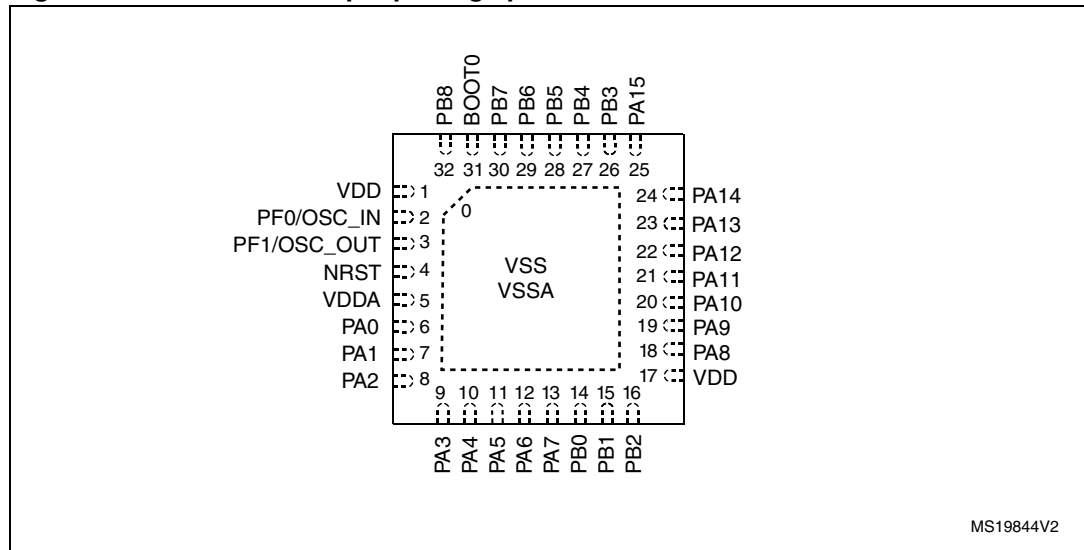 PB8
BOOT0
PB7
PB6
PB5
PB4
PB3
PA15
32 31 30 29 28 27 26 25
VDD 1
PF0/OSC_IN 2
PF1/OSC_OUT 3
NRST 4
VDDA 5
PA0 6
PA1 7
PA2 8
0
VSS
VSSA
24 PA14
23 PA13
22 PA12
21 PA11
20 PA10
19 PA9
18 PA8
17 VDD
9 10 11 12 13 14 15 16
PA3
PA4
PA5
PA6
PA7
PB0
PB1
PB2
MS19844V2